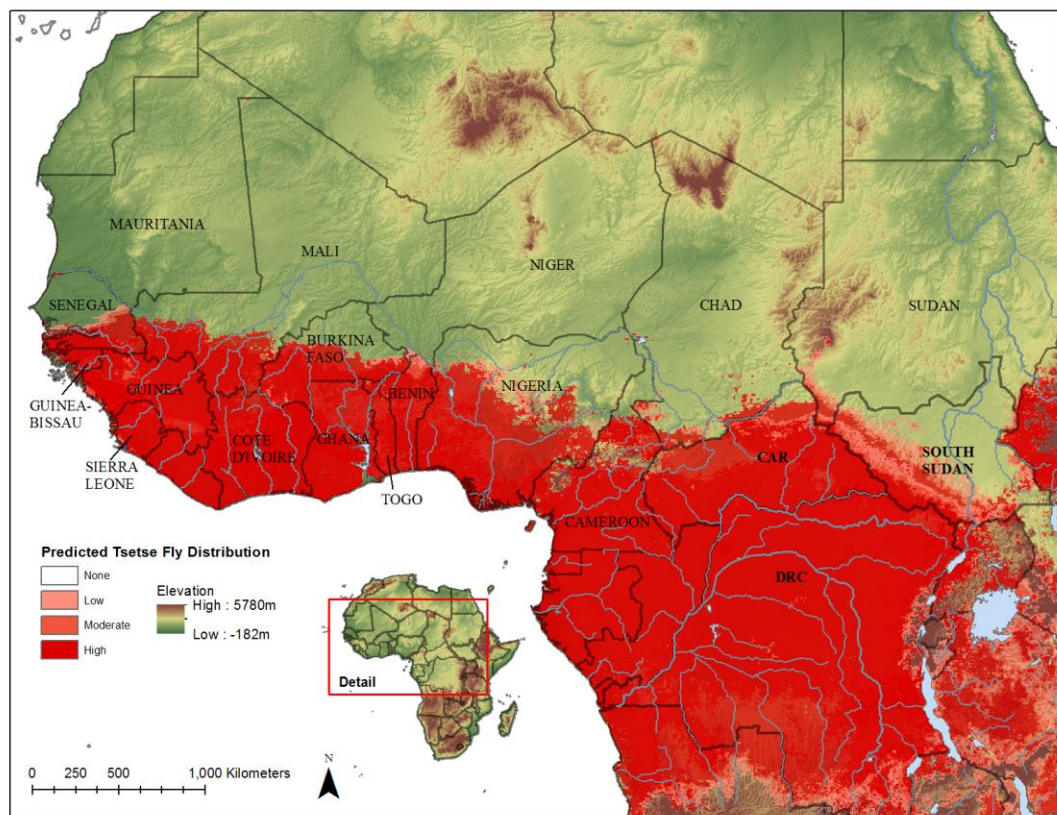 MAURITANIA
MALI
NIGER
CHAD
SUDAN
SENEGAL
BURKINA
FASO
NIGERIA
BENIN
GUINEA
GUINEA-
BISSAU
SIERRA
LEONE
COTE
D'IVOIRE
GHANA
TOGO
CAR
SOUTH
SUDAN
CAMEROON
DRC
Predicted Tsetse Fly Distribution
None
Low
Moderate
High
Elevation
High : 5780m
Low : -182m
Detail
N
0 250 500 1,000 Kilometers